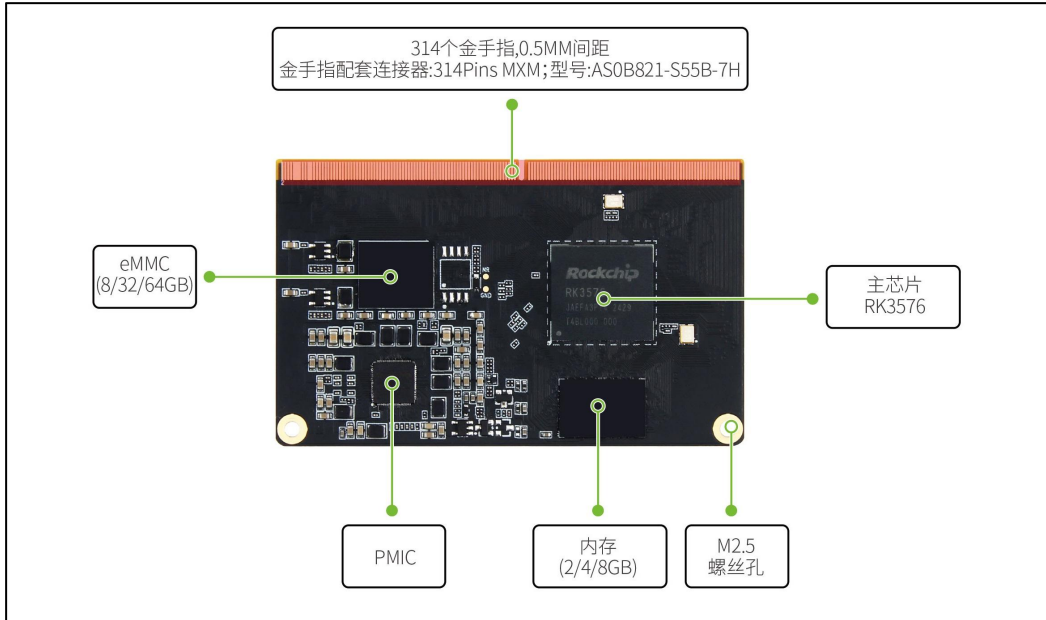 314个金手指,0.5MM间距
金手指配套连接器:314Pins MXM;型号:AS0B821-S55B-7H
eMMC
(8/32/64GB)
Rockchip
主芯片
RK3576
GND
PMIC
内存
(2/4/8GB)
M2.5
螺丝孔